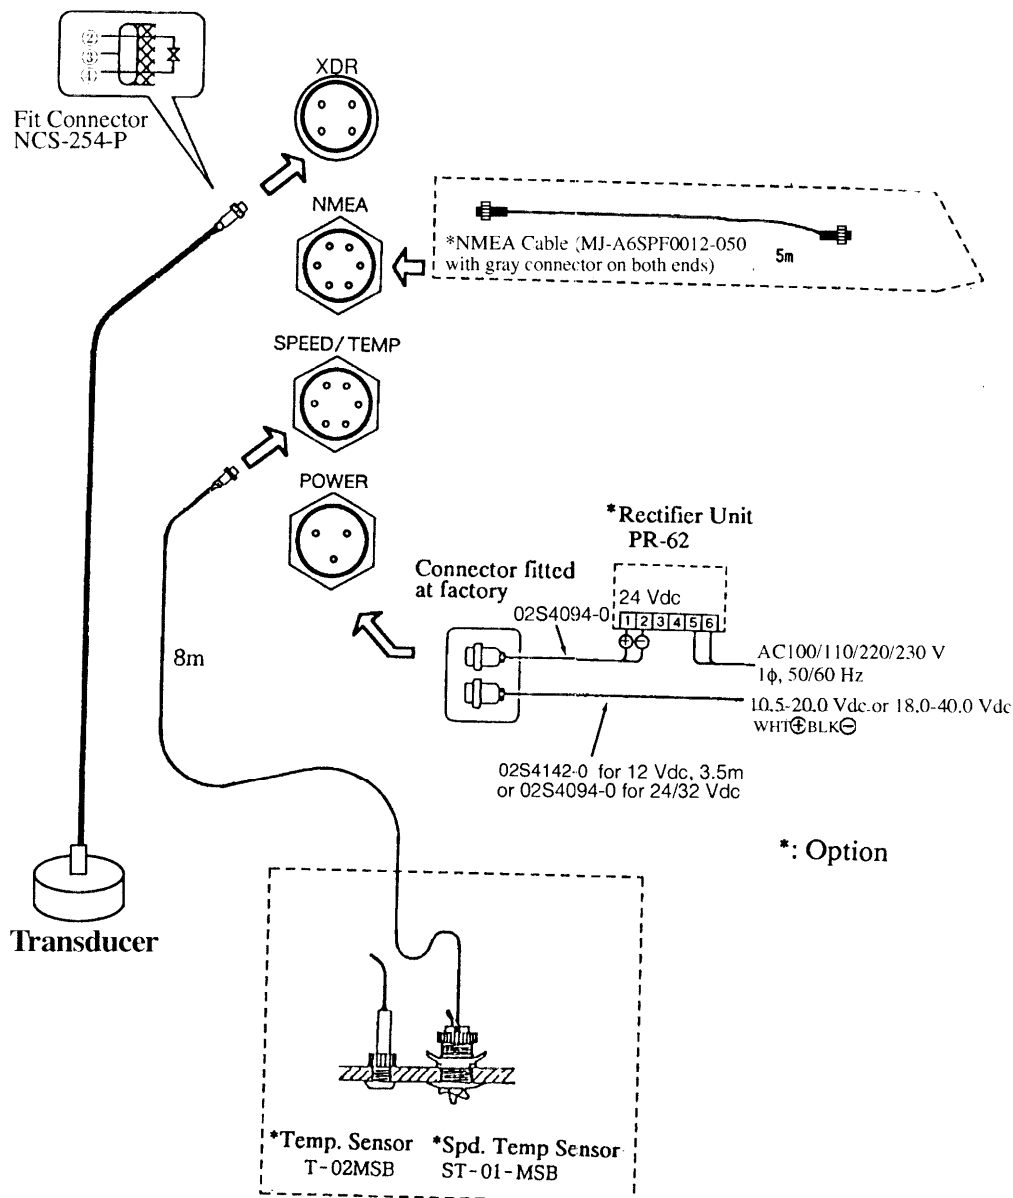 ②
③
①
Fit Connector
NCS-254-P
XDR
NMEA
*NMEA Cable (MJ-A6SPF0012-050
with gray connector on both ends)
5m
SPEED/TEMP
POWER
*Rectifier Unit
PR-62
Connector fitted
at factory
02S4094-0
24 Vdc
1 2 3 4 5 6
⊕⊖
AC100/110/220/230 V
1ϕ, 50/60 Hz
10.5-20.0 Vdc or 18.0-40.0 Vdc
WHT⊕BLK⊖
8m
02S4142-0 for 12 Vdc, 3.5m
or 02S4094-0 for 24/32 Vdc
*: Option
Transducer
*Temp. Sensor
T-02MSB
*Spd. Temp Sensor
ST-01-MSB